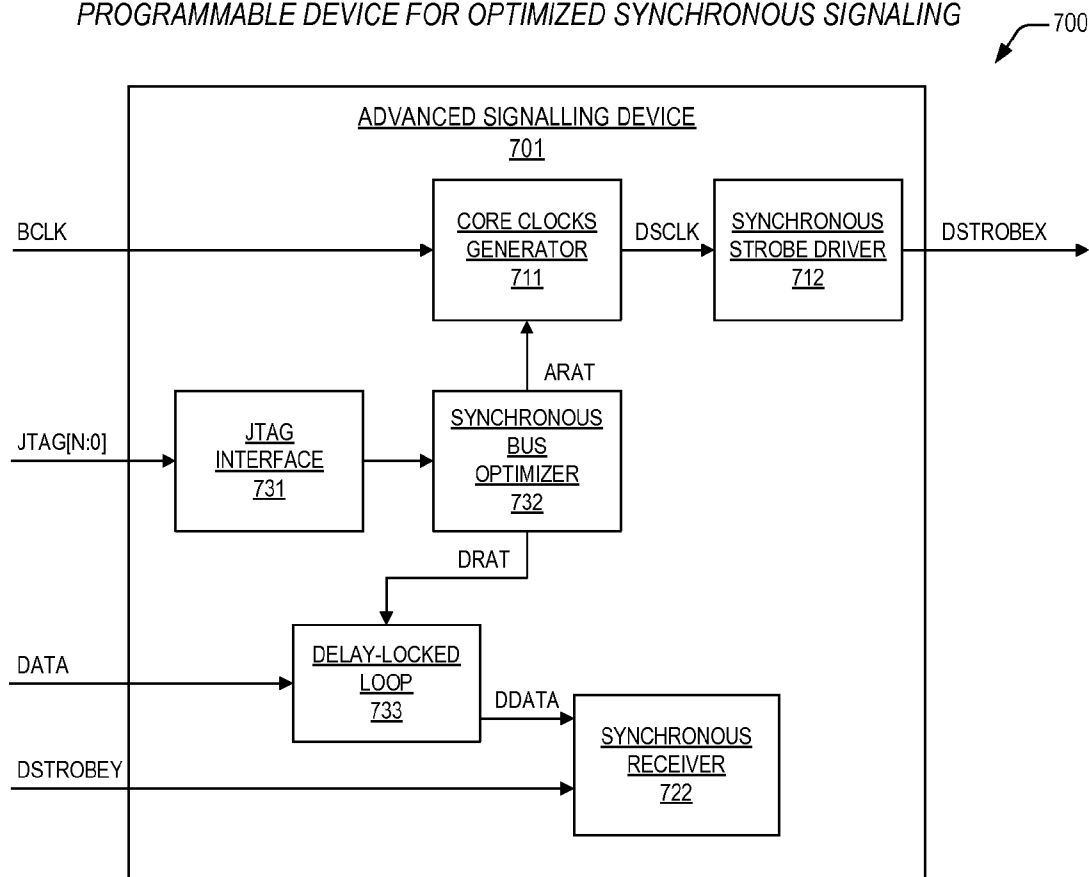 PROGRAMMABLE DEVICE FOR OPTIMIZED SYNCHRONOUS SIGNALING
700
ADVANCED SIGNALLING DEVICE
701
BCLK
CORE CLOCKS
GENERATOR
711
DSCLK
SYNCHRONOUS
STROBE DRIVER
712
DSTROBEX
ARAT
JTAG[N:0]
JTAG
INTERFACE
731
SYNCHRONOUS
BUS
OPTIMIZER
732
DRAT
DATA
DELAY-LOCKED
LOOP
733
DDATA
DSTROBEY
SYNCHRONOUS
RECEIVER
722